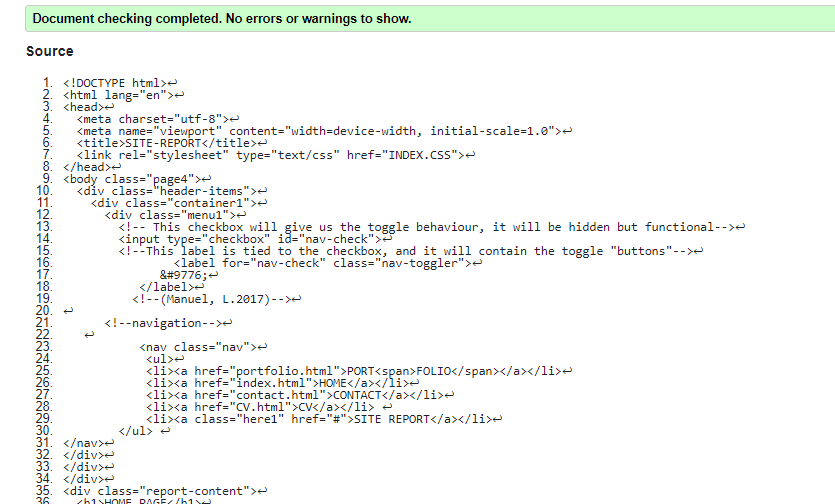 Document checking completed. No errors or warnings to show.
Source
1. <!DOCTYPE html>↩
2. <html lang="en">↩
3. <head>↩
4. <meta charset="utf-8">↩
5. <meta name="viewport" content="width=device-width, initial-scale=1.0">↩
6. <title>SITE-REPORT</title>↩
7. <link rel="stylesheet" type="text/css" href="INDEX.CSS">↩
8. </head>↩
9. <body class="page4">↩
10. <div class="header-items">↩
11. <div class="container1">↩
12. <div class="menu1">↩
13. <!-- This checkbox will give us the toggle behaviour, it will be hidden but functional-->↩
14. <input type="checkbox" id="nav-check">↩
15. <!--This label is tied to the checkbox, and it will contain the toggle "buttons"-->↩
16. <label for="nav-check" class="nav-toggler">↩
17. &#9776;↩
18. </label>↩
19. <!--(Manuel, L.2017)-->↩
20. ↩
21. <!--navigation-->↩
22. ↩
23. <nav class="nav">↩
24. <ul>↩
25. <li><a href="portfolio.html">PORT<span>FOLIO</span></a></li>↩
26. <li><a href="index.html">HOME</a></li>↩
27. <li><a href="contact.html">CONTACT</a></li>↩
28. <li><a href="CV.html">CV</a></li> ↩
29. <li><a class="here1" href="#">SITE REPORT</a></li>↩
30. </ul> ↩
31. </nav>↩
32. </div>↩
33. </div>↩
34. </div>↩
35. <div class="report-content">↩
36. <h1>HOME PAGE</h1>↩